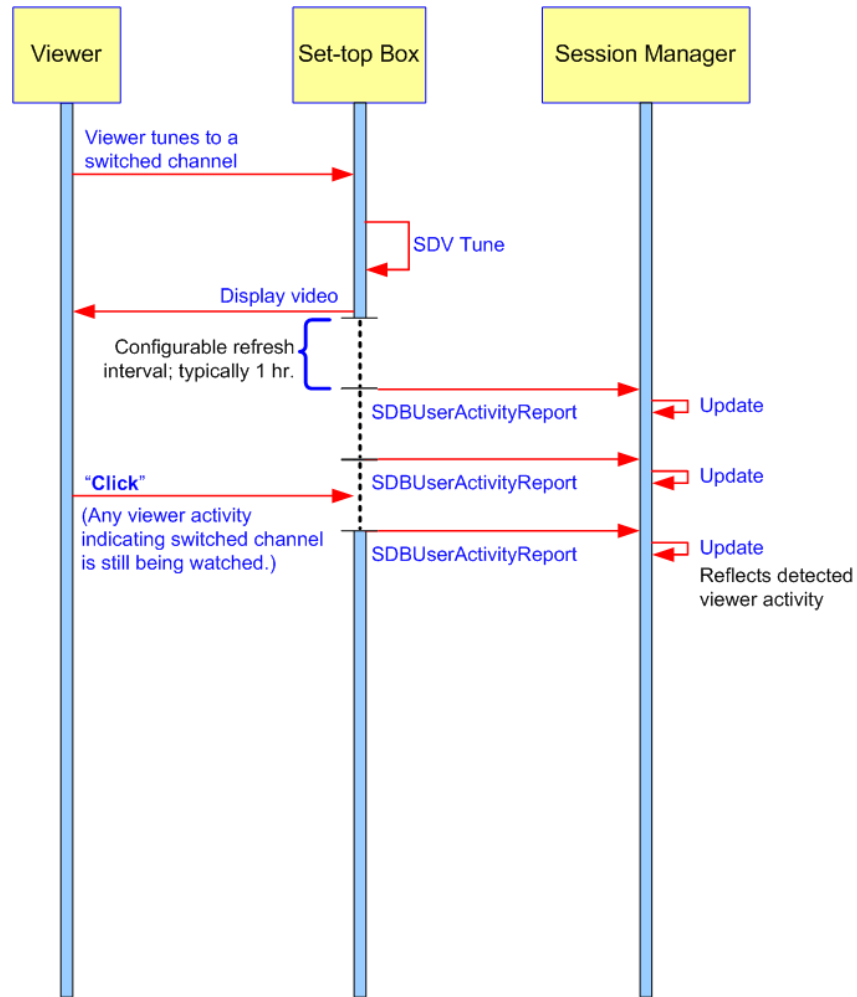 Viewer
Set-top Box
Session Manager
Viewer tunes to a
switched channel
SDV Tune
Display video
Configurable refresh
interval; typically 1 hr.
SDBUserActivityReport
Update
SDBUserActivityReport
Update
“Click”
(Any viewer activity
indicating switched channel
is still being watched.)
SDBUserActivityReport
Update
Reflects detected
viewer activity